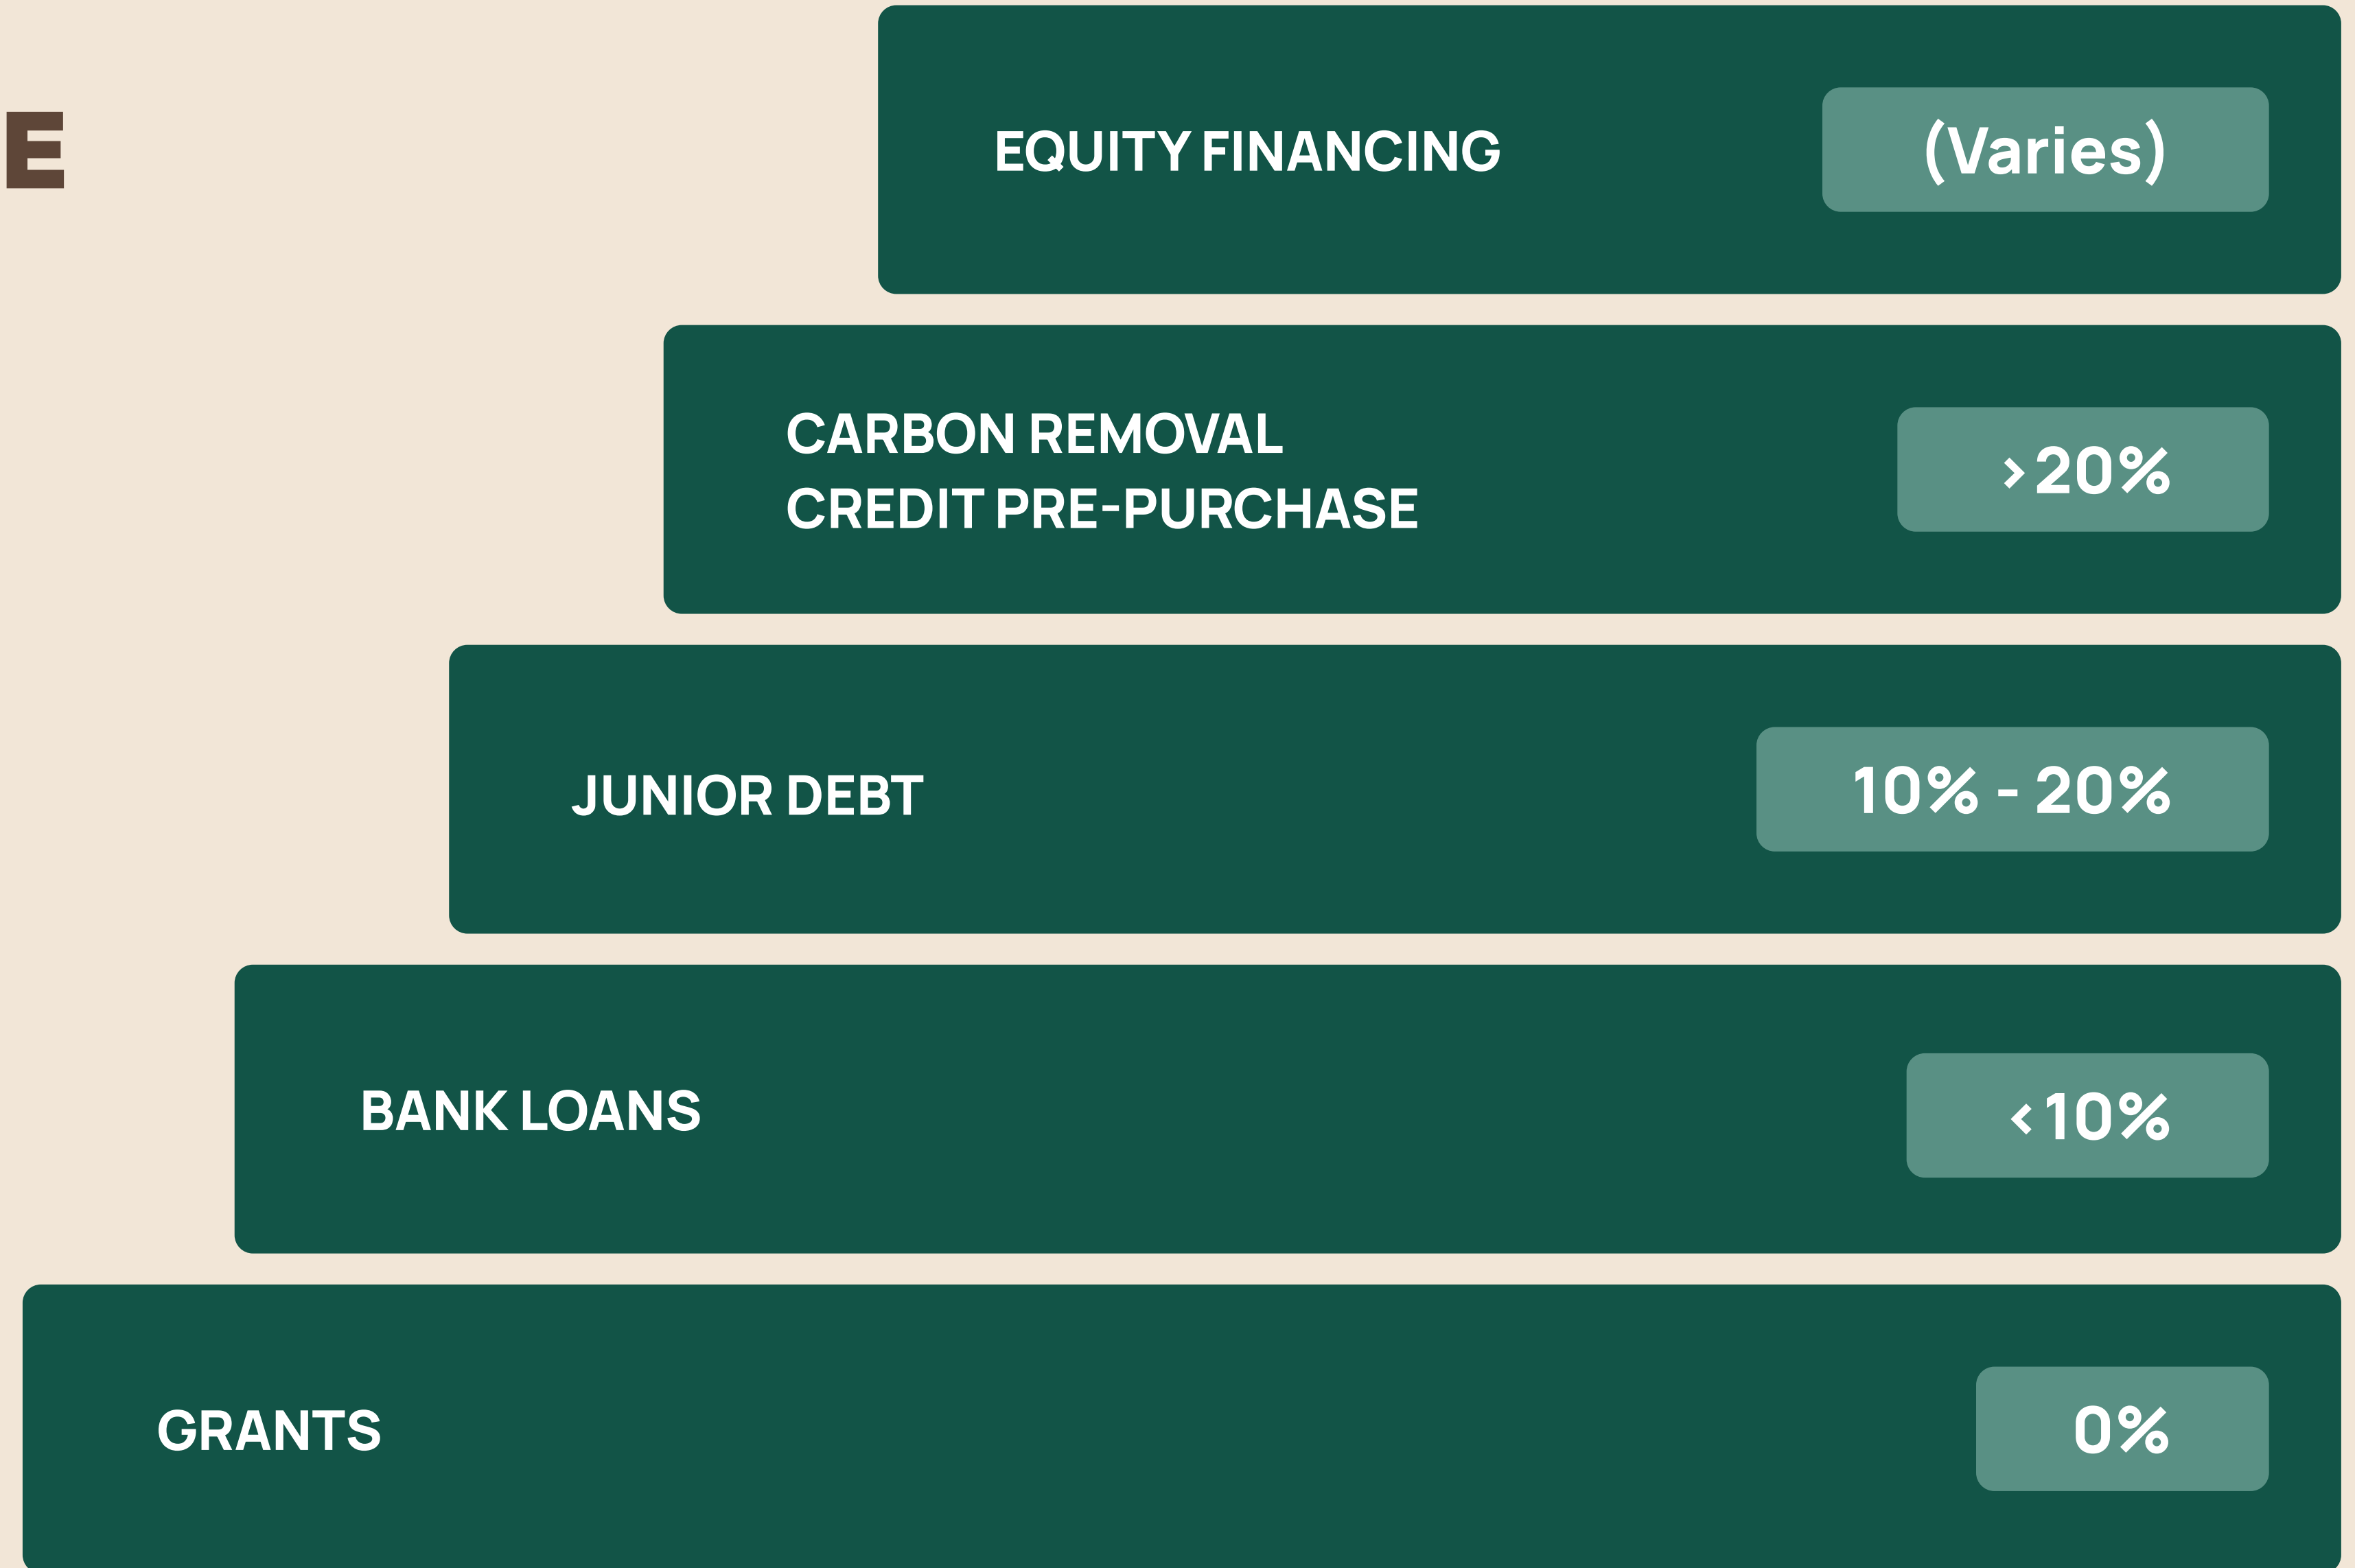 E
EQUITY FINANCING
(Varies)
CARBON REMOVAL
CREDIT PRE-PURCHASE
>20%
JUNIOR DEBT
10% - 20%
BANK LOANS
<10%
GRANTS
0%